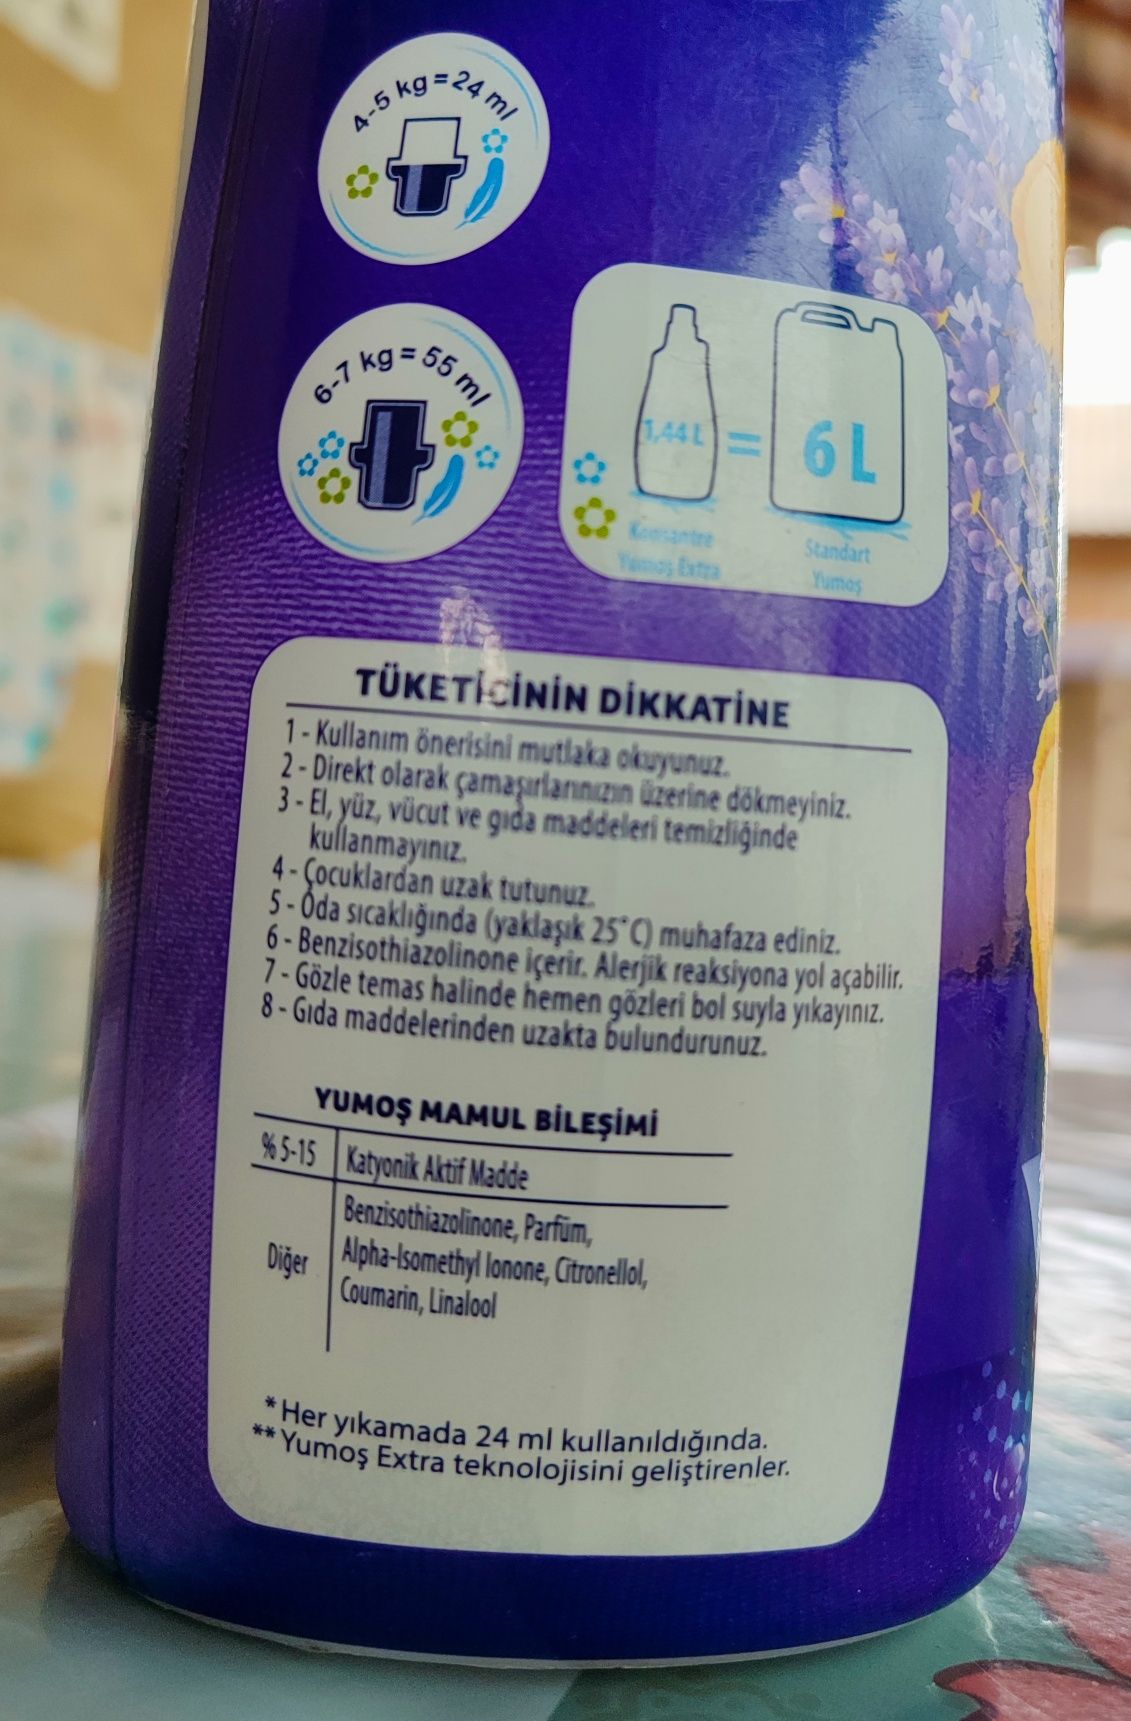 4-5 kg = 24 ml
6-7 kg = 55 ml
1,44 L = 6 L
Konsantre
Yumoş Extra
Standart
Yumoş
TÜKETİCİNİN DİKKATİNE
1 - Kullanım önerisini mutlaka okuyunuz.
2 - Direkt olarak çamaşırlarınızın üzerine dökmeyiniz.
3 - El, yüz, vücut ve gıda maddeleri temizliğinde
kullanmayınız.
4 - Çocuklardan uzak tutunuz.
5 - Oda sıcaklığında (yaklaşık 25°C) muhafaza ediniz.
6 - Benzisothiazolinone içerir. Alerjik reaksiyona yol açabilir.
7 - Gözle temas halinde hemen gözleri bol suyla yıkayınız.
8 - Gıda maddelerinden uzakta bulundurunuz.
YUMOŞ MAMUL BİLEŞİMİ
% 5-15 Katyonik Aktif Madde
Diğer Benzisothiazolinone, Parfüm,
Alpha-Isomethyl Ionone, Citronellol,
Coumarin, Linalool
* Her yıkamada 24 ml kullanıldığında.
** Yumoş Extra teknolojisini geliştirenler.